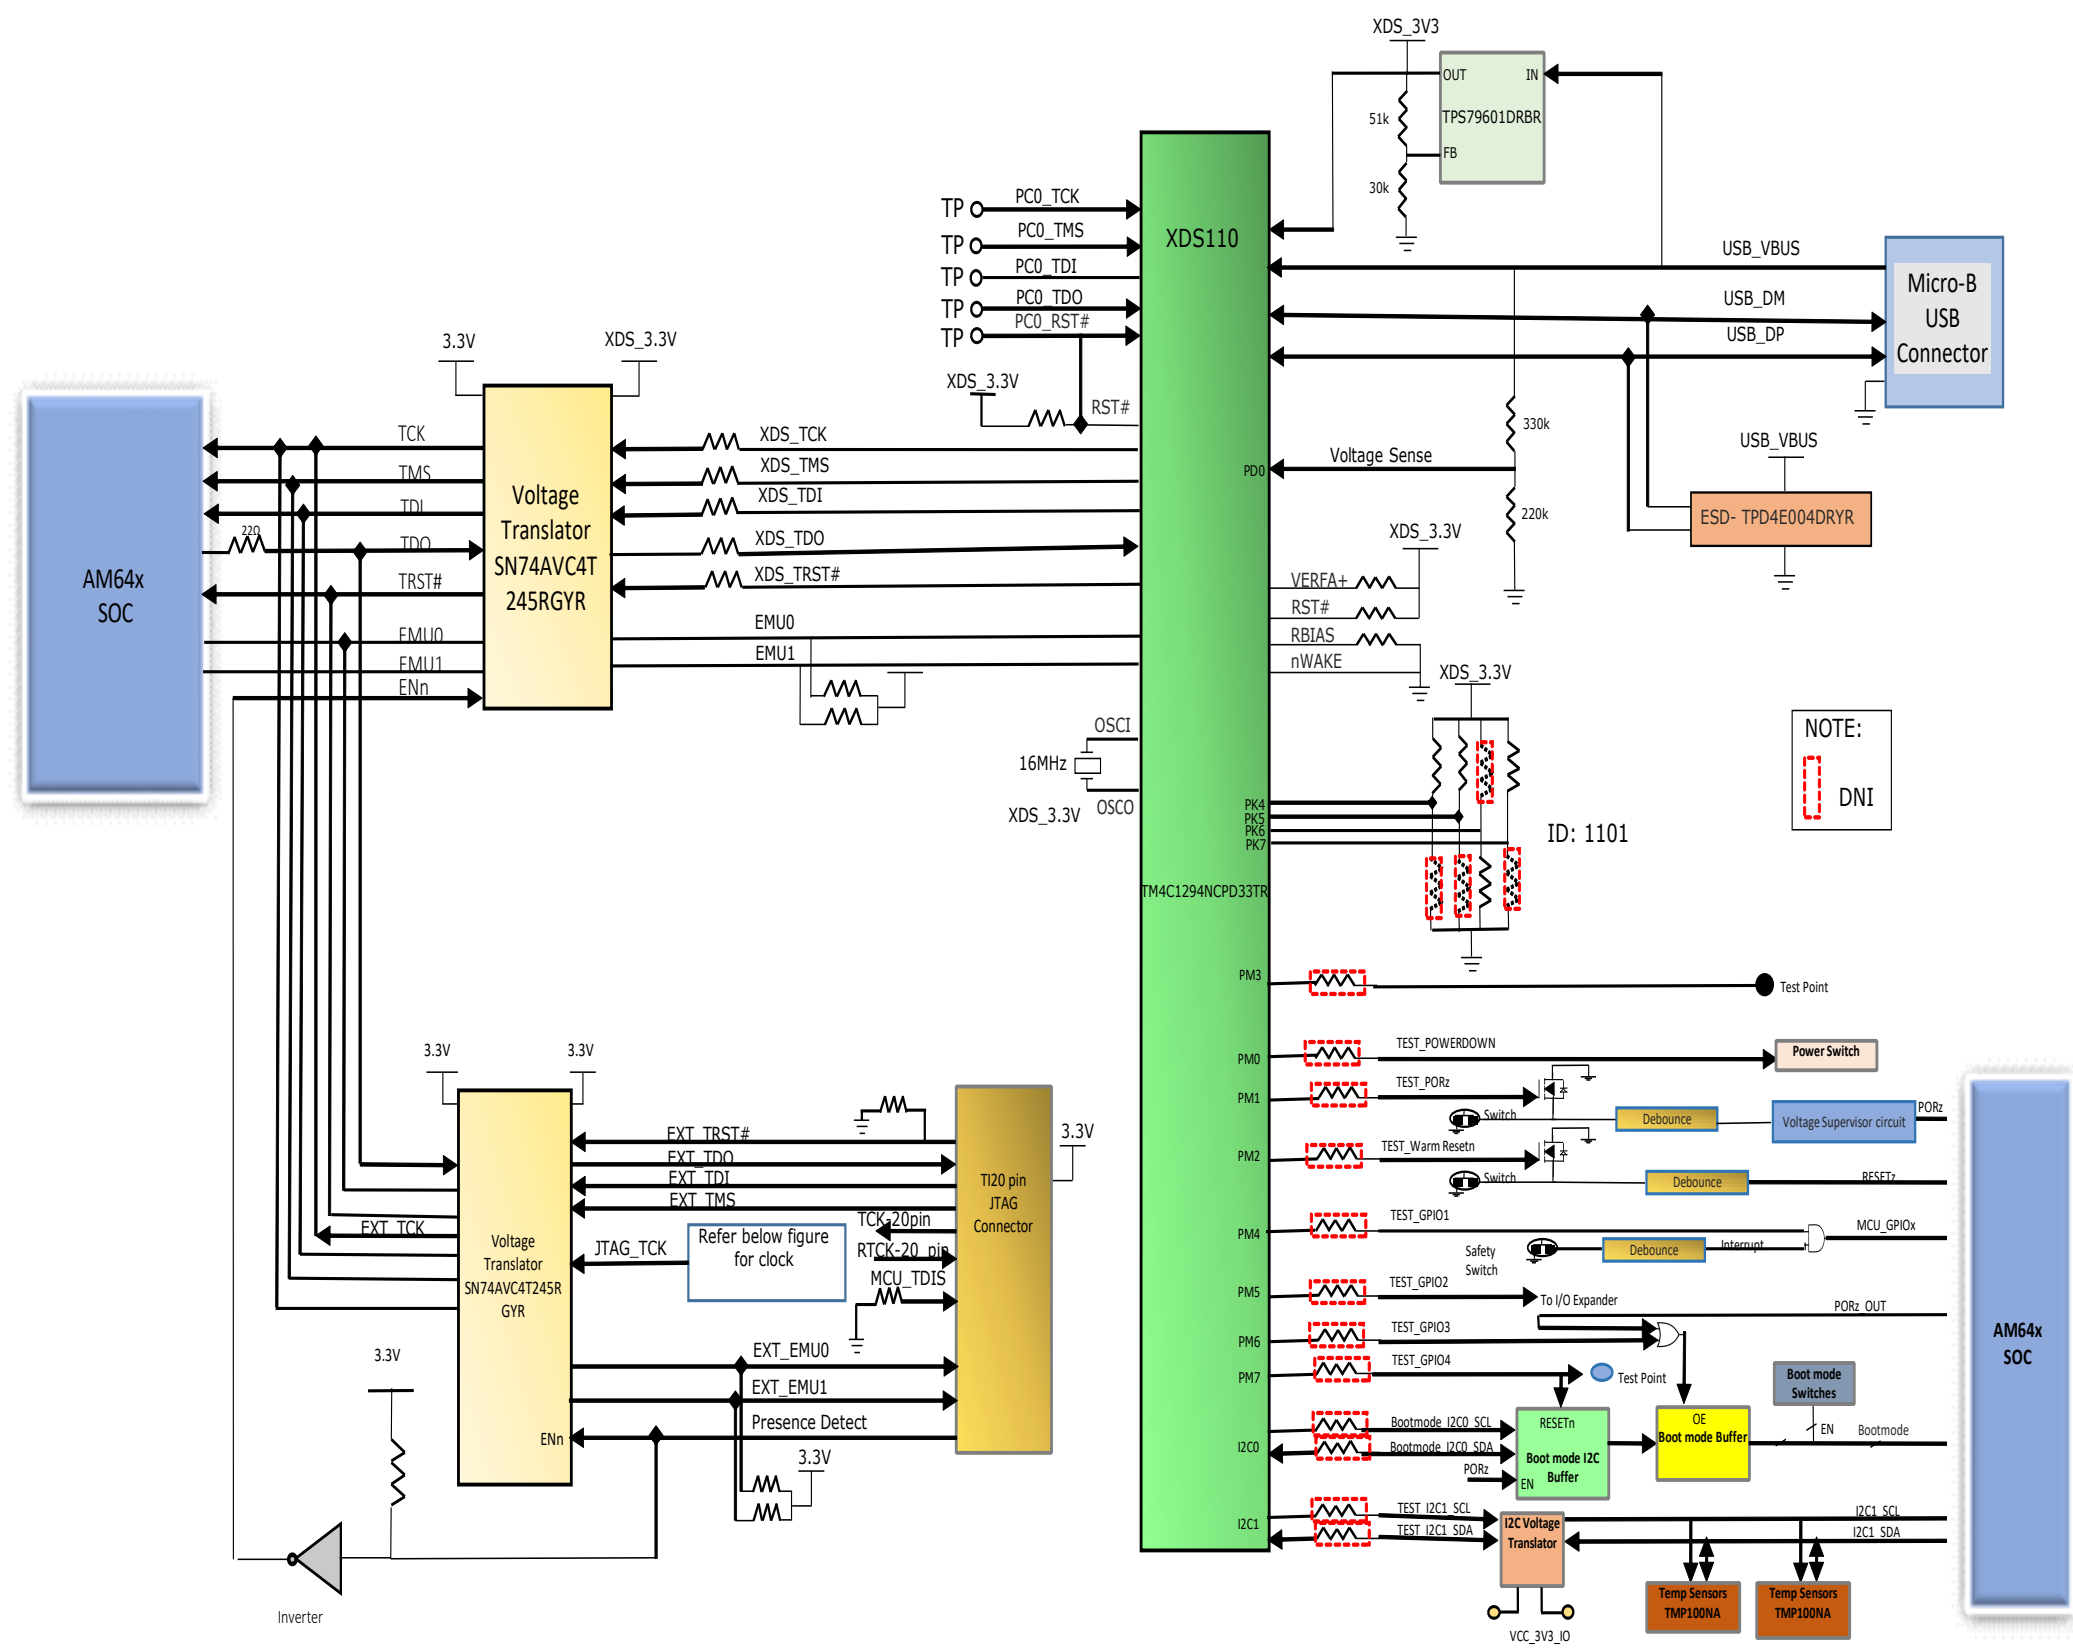 XDS_3V3
OUT
IN
51k
TPS79601DRBR
FB
30k
TP
PC0_TCK
TP
PC0_TMS
TP
PC0_TDI
TP
PC0_TDO
TP
PC0_RST#
XDS110
USB_VBUS
USB_DM
USB_DP
Micro-B
USB
Connector
3.3V
XDS_3.3V
XDS_3.3V
RST#
330k
USB_VBUS
Voltage Sense
PD0
220k
ESD- TPD4E004DRYR
AM64x
SOC
TCK
TMS
TDI
22Ω
TDO
TRST#
EMU0
EMU1
ENn
Voltage
Translator
SN74AVC4T
245RGYR
XDS_TCK
XDS_TMS
XDS_TDI
XDS_TDO
XDS_TRST#
EMU0
EMU1
XDS_3.3V
VERFA+
RST#
RBIAS
nWAKE
XDS_3.3V
OSCI
16MHz
XDS_3.3V
OSCO
PK4
PK5
PK6
PK7
ID: 1101
NOTE:
DNI
TM4C1294NCPD33TR
PM3
Test Point
PM0
TEST_POWERDOWN
Power Switch
PM1
TEST_PORz
Switch
Debounce
Voltage Supervisor circuit
PORz
PM2
TEST_Warm Resetn
Switch
Debounce
RESETz
PM4
TEST_GPIO1
MCU_GPIOx
Safety
Switch
Debounce
Interrupt
PM5
TEST_GPIO2
To I/O Expander
PORz_OUT
PM6
TEST_GPIO3
PM7
TEST_GPIO4
Test Point
Boot mode
Switches
EN
Bootmode
I2C0
Bootmode_I2C0_SCL
Bootmode_I2C0_SDA
PORz
RESETn
Boot mode I2C
Buffer
EN
OE
Boot mode Buffer
I2C1
TEST_I2C1_SCL
TEST_I2C1_SDA
I2C Voltage
Translator
VCC_3V3_IO
I2C1_SCL
I2C1_SDA
Temp Sensors
TMP100NA
Temp Sensors
TMP100NA
AM64x
SOC
3.3V
3.3V
Voltage
Translator
SN74AVC4T245R
GYR
ENn
EXT_TCK
EXT_TRST#
EXT_TDO
EXT_TDI
EXT_TMS
JTAG_TCK
Refer below figure
for clock
TCK-20pin
RTCK-20_pin
MCU_TDIS
TI20 pin
JTAG
Connector
3.3V
EXT_EMU0
EXT_EMU1
Presence Detect
3.3V
3.3V
Inverter